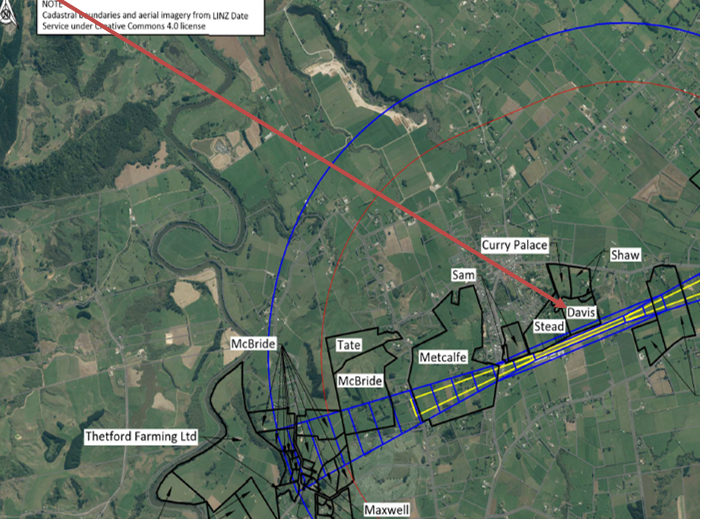 NOTE
Cadastral boundaries and aerial imagery from LINZ Date
Service under Creative Commons 4.0 license
Curry Palace
Shaw
Sam
Davis
Stead
McBride
Tate
Metcalfe
McBride
Thetford Farming Ltd
Maxwell